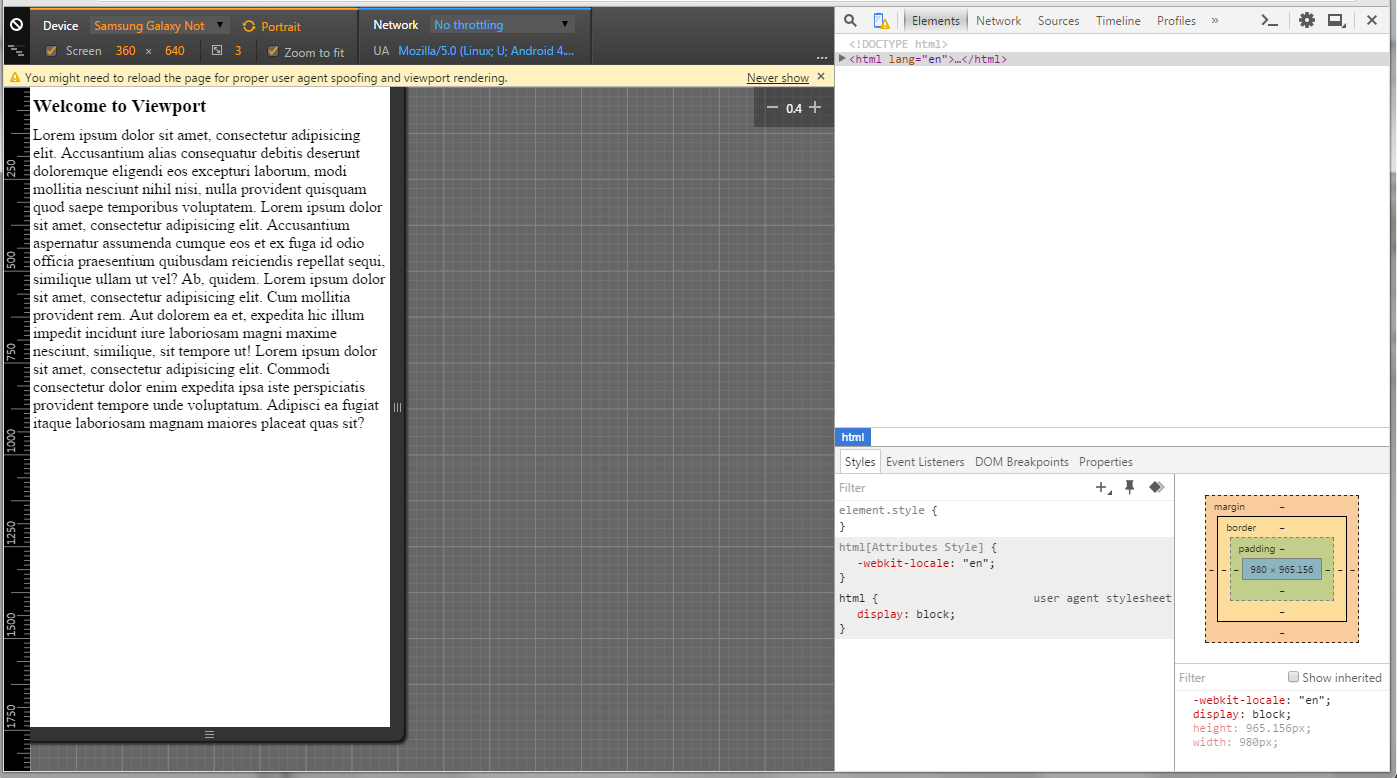 Device Samsung Galaxy Not ▼ Portrait
Network No throttling ▼
Screen 360 × 640 3 Zoom to fit
UA Mozilla/5.0 (Linux; U; Android 4.... ...
You might need to reload the page for proper user agent spoofing and viewport rendering. Never show ×
250
500
750
1000
1250
1500
1750
− 0.4 +
Welcome to Viewport
Lorem ipsum dolor sit amet, consectetur adipisicing
elit. Accusantium alias consequatur debitis deserunt
doloremque eligendi eos excepturi laborum, modi
mollitia nesciunt nihil nisi, nulla provident quisquam
quod saepe temporibus voluptatem. Lorem ipsum dolor
sit amet, consectetur adipisicing elit. Accusantium
aspernatur assumenda cumque eos et ex fuga id odio
officia praesentium quibusdam reiciendis repellat sequi,
similique ullam ut vel? Ab, quidem. Lorem ipsum dolor
sit amet, consectetur adipisicing elit. Cum mollitia
provident rem. Aut dolorem ea et, expedita hic illum
impedit incidunt iure laboriosam magni maxime
nesciunt, similique, sit tempore ut! Lorem ipsum dolor
sit amet, consectetur adipisicing elit. Commodi
consectetur dolor enim expedita ipsa iste perspiciatis
provident tempore unde voluptatum. Adipisci ea fugiat
itaque laboriosam magnam maiores placeat quas sit?
Elements Network Sources Timeline Profiles »
<!DOCTYPE html>
<html lang="en">…</html>
html
Styles Event Listeners DOM Breakpoints Properties
Filter
element.style {
}
html[Attributes Style] {
-webkit-locale: "en";
}
html { user agent stylesheet
display: block;
}
margin –
border –
padding –
– – – 980 × 965.156 – – –
–
–
–
Filter Show inherited
-webkit-locale: "en";
display: block;
height: 965.156px;
width: 980px;